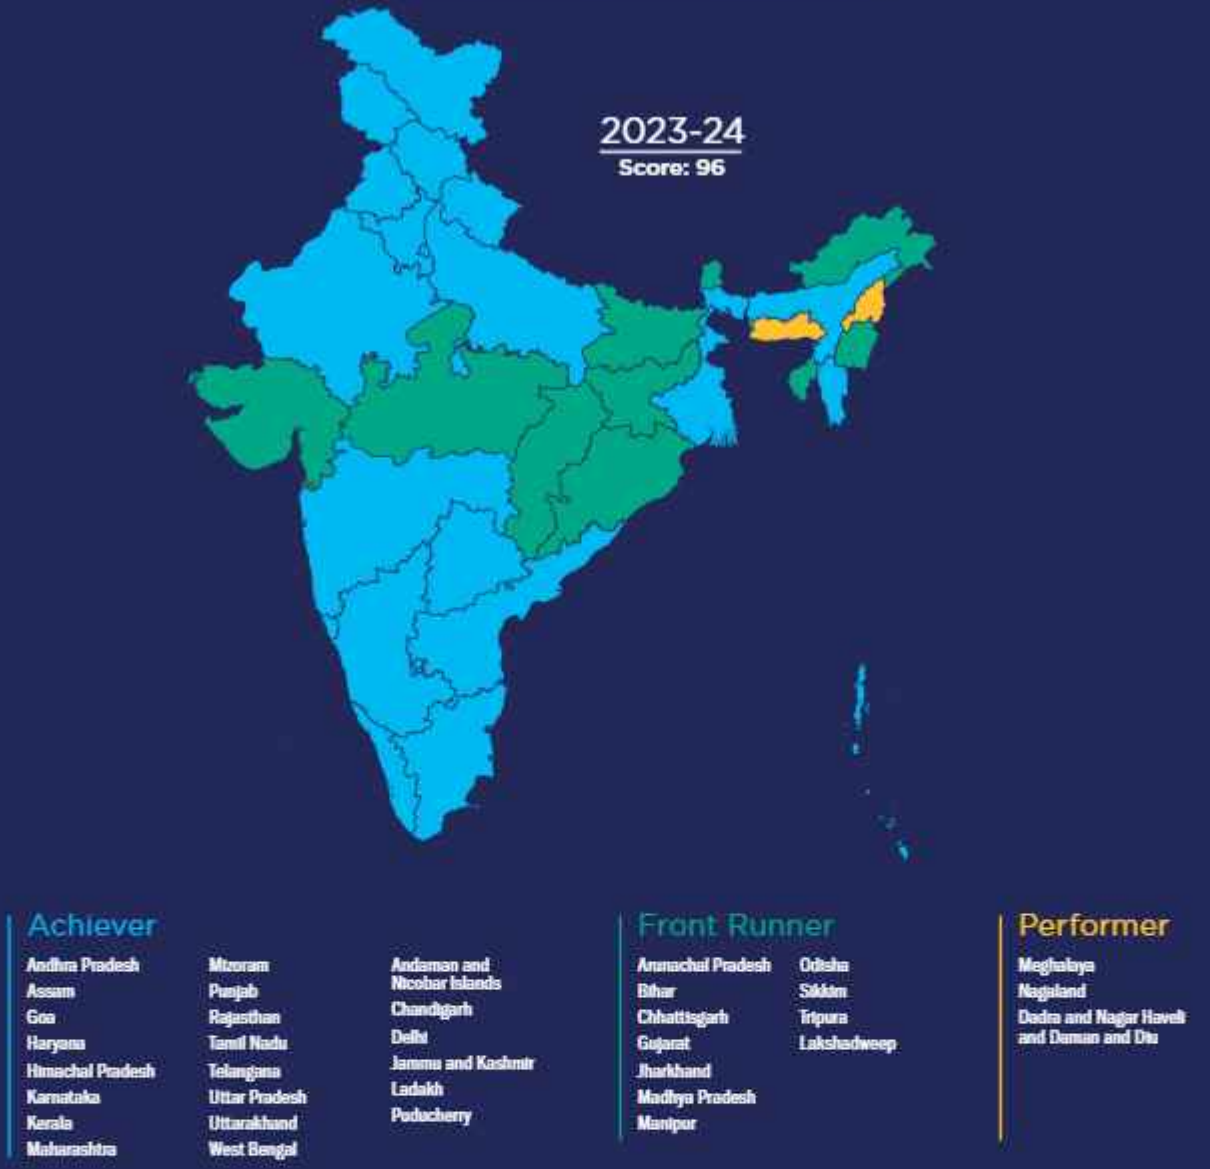 2023-24
Score: 96
Achiever
Andhra Pradesh
Assam
Goa
Haryana
Himachal Pradesh
Karnataka
Kerala
Maharashtra
Mizoram
Punjab
Rajasthan
Tamil Nadu
Telangana
Uttar Pradesh
Uttarakhand
West Bengal
Andaman and
Nicobar Islands
Chandigarh
Delhi
Jammu and Kashmir
Ladakh
Puducherry
Front Runner
Arunachal Pradesh
Bihar
Chhattisgarh
Gujarat
Jharkhand
Madhya Pradesh
Manipur
Odisha
Sikkim
Tripura
Lakshadweep
Performer
Meghalaya
Nagaland
Dadra and Nagar Haveli
and Daman and Diu